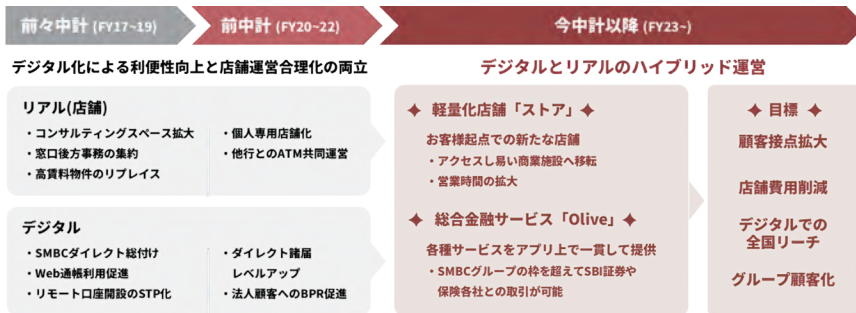 前々中計 (FY17~19)
前中計 (FY20~22)
今中計以降 (FY23~)
デジタル化による利便性向上と店舗運営合理化の両立
リアル(店舗)
・コンサルティングスペース拡大
・窓口後方事務の集約
・高賃料物件のリプレイス
・個人専用店舗化
・他行とのATM共同運営
デジタル
・SMBCダイレクト総付け
・Web通帳利用促進
・リモート口座開設のSTP化
・ダイレクト諸届
レベルアップ
・法人顧客へのBPR促進
デジタルとリアルのハイブリッド運営
軽量化店舗「ストア」
お客様起点での新たな店舗
・アクセスし易い商業施設へ移転
・営業時間の拡大
総合金融サービス「Olive」
各種サービスをアプリ上で一貫して提供
・SMBCグループの枠を超えてSBI証券や
保険各社との取引が可能
目標
顧客接点拡大
店舗費用削減
デジタルでの
全国リーチ
グループ顧客化